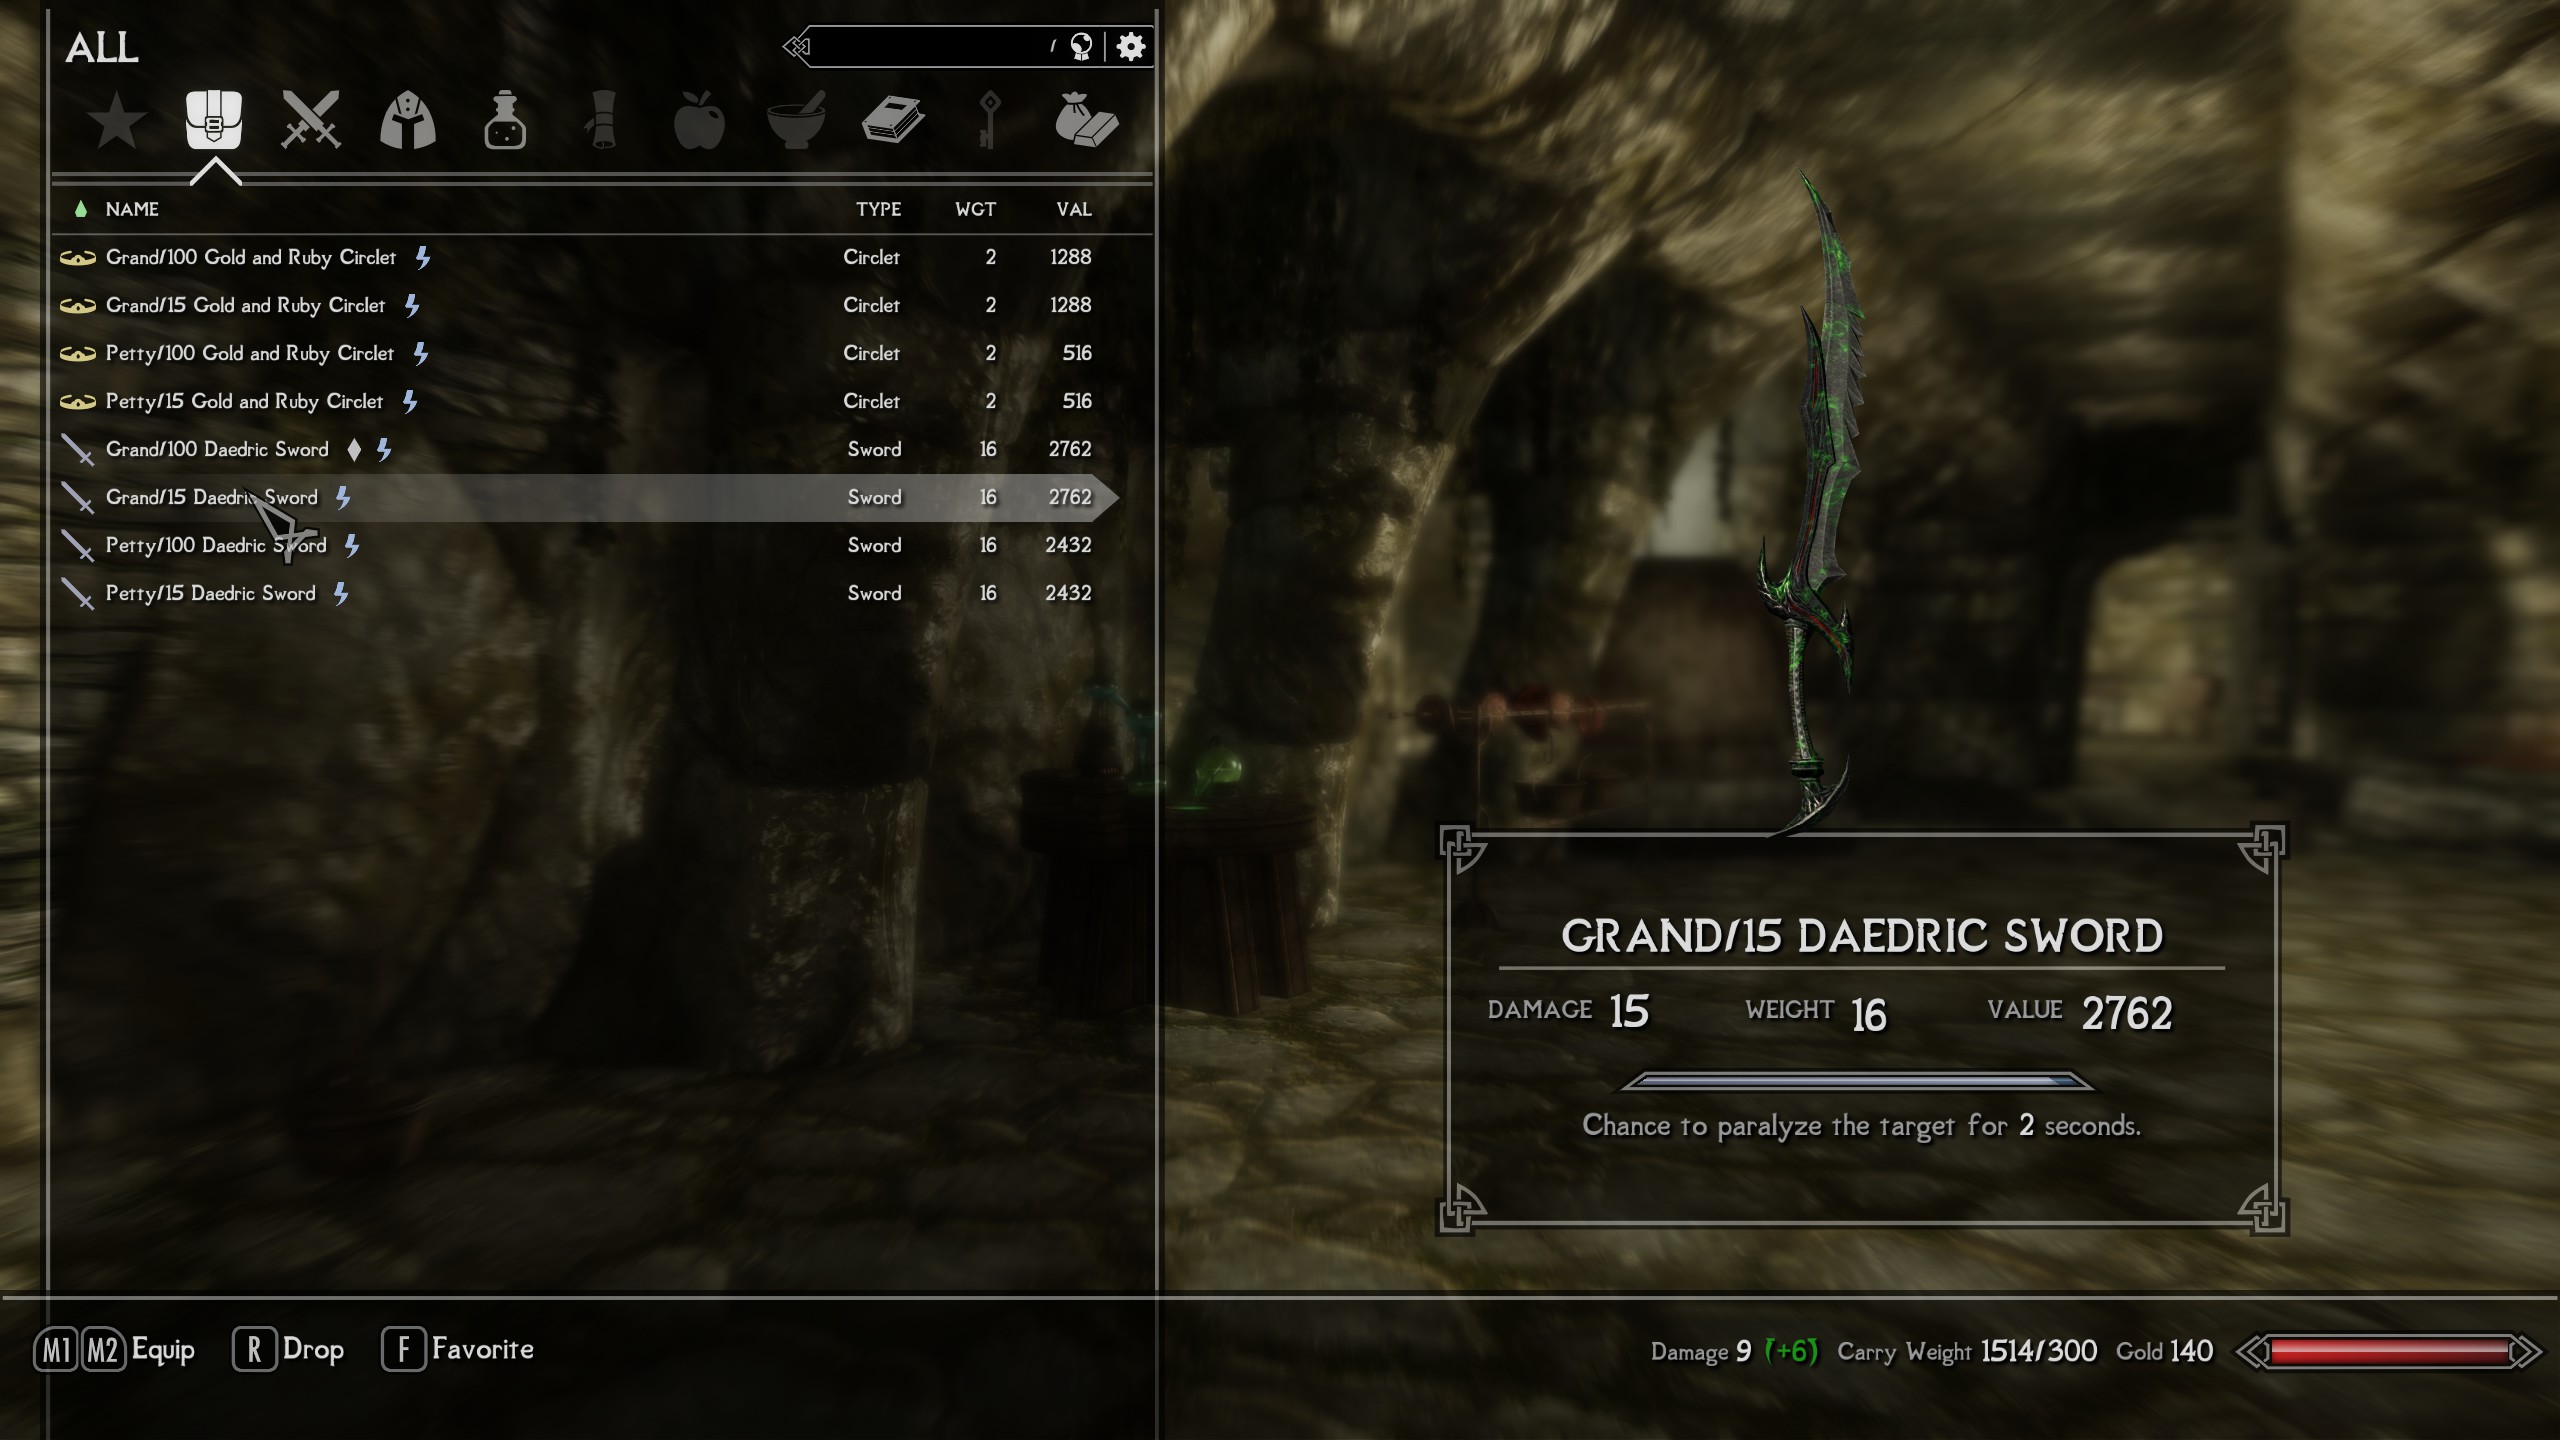 ALL
/
NAME TYPE WGT VAL
Grand/100 Gold and Ruby Circlet Circlet 2 1288
Grand/15 Gold and Ruby Circlet Circlet 2 1288
Petty/100 Gold and Ruby Circlet Circlet 2 516
Petty/15 Gold and Ruby Circlet Circlet 2 516
Grand/100 Daedric Sword Sword 16 2762
Grand/15 Daedric Sword Sword 16 2762
Petty/100 Daedric Sword Sword 16 2432
Petty/15 Daedric Sword Sword 16 2432
GRAND/15 DAEDRIC SWORD
DAMAGE 15 WEIGHT 16 VALUE 2762
Chance to paralyze the target for 2 seconds.
M1 M2 Equip R Drop F Favorite
Damage 9 (+6) Carry Weight 1514/300 Gold 140